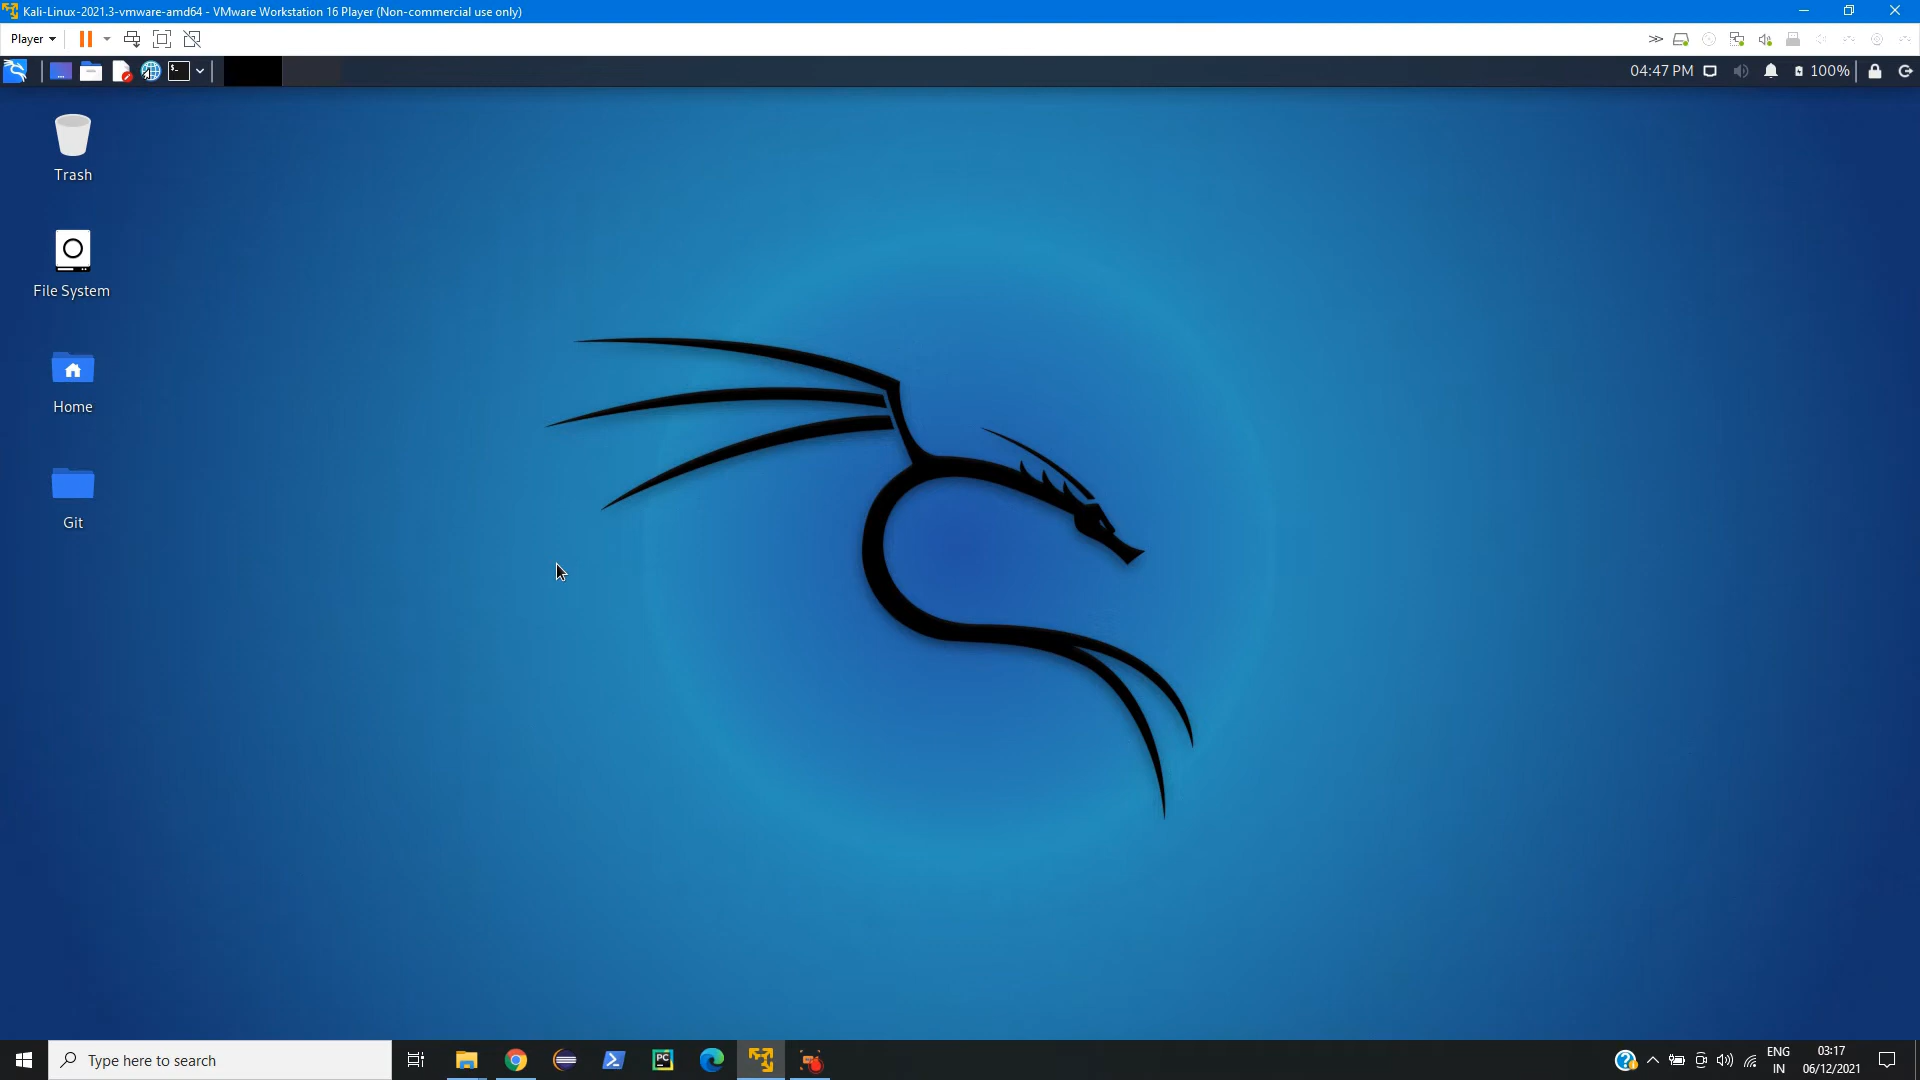 Kali-Linux-2021.3-vmware-amd64 - VMware Workstation 16 Player (Non-commercial use only)
Player
04:47 PM 100%
Trash
File System
Home
Git
Type here to search
PC
ENG
IN
03:17
06/12/2021